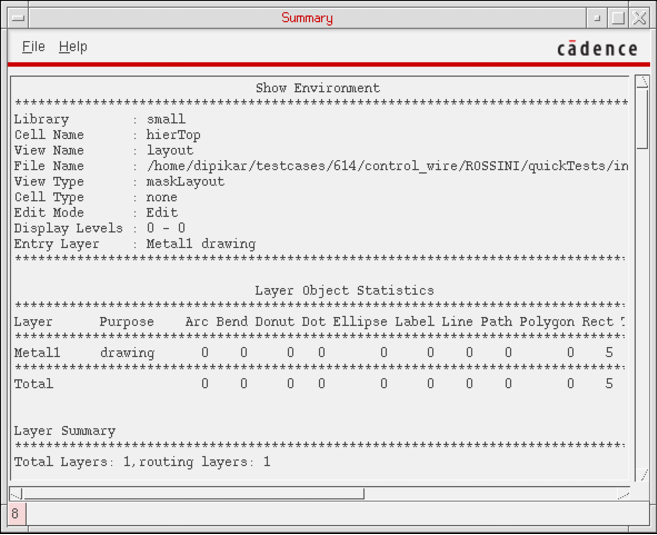 Summary
File Help
cādence
Show Environment
********************************************************************************
Library : small
Cell Name : hierTop
View Name : layout
File Name : /home/dipikar/testcases/614/control_wire/ROSSINI/quickTests/in
View Type : maskLayout
Cell Type : none
Edit Mode : Edit
Display Levels : 0 - 0
Entry Layer : Metal1 drawing
********************************************************************************
Layer Object Statistics
********************************************************************************
Layer Purpose Arc Bend Donut Dot Ellipse Label Line Path Polygon Rect T
********************************************************************************
Metal1 drawing 0 0 0 0 0 0 0 0 0 5
********************************************************************************
Total 0 0 0 0 0 0 0 0 0 5
Layer Summary
********************************************************************************
Total Layers: 1, routing layers: 1
8